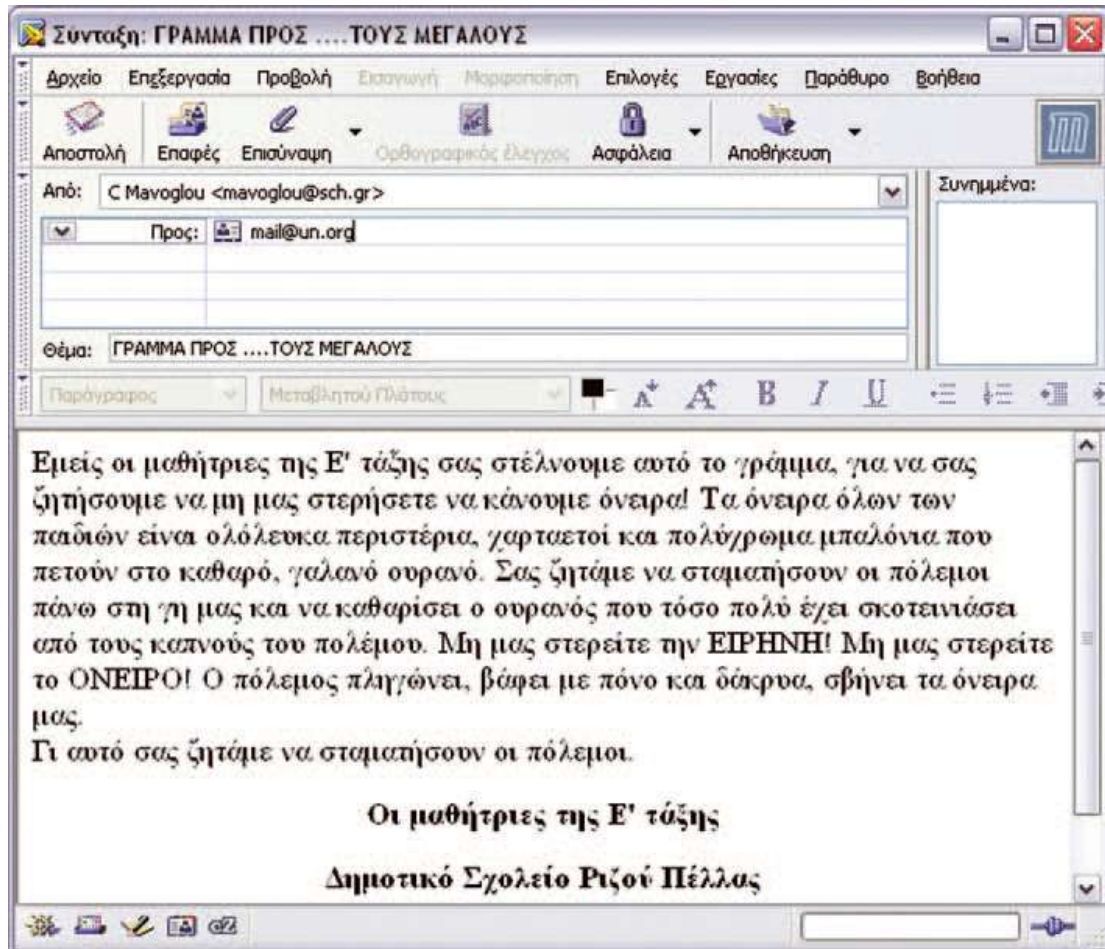 Σύνταξη: ΓΡΑΜΜΑ ΠΡΟΣ ....ΤΟΥΣ ΜΕΓΑΛΟΥΣ
Αρχείο Επεξεργασία Προβολή Εισαγωγή Μορφοποίηση Επιλογές Εργασίες Παράθυρο Βοήθεια
Αποστολή Επαφές Επισύναψη Ορθογραφικός έλεγχος Ασφάλεια Αποθήκευση
Από: C Mavoglou <mavoglou@sch.gr> Συνημμένα:
Προς: mail@un.org
Θέμα: ΓΡΑΜΜΑ ΠΡΟΣ ....ΤΟΥΣ ΜΕΓΑΛΟΥΣ
Παράγραφος Μεταβλητού Πλάτους A A B I U
Εμείς οι μαθήτριες της Ε' τάξης σας στέλνουμε αυτό το γράμμα, για να σας
ζητήσουμε να μη μας στερήσετε να κάνουμε όνειρα! Τα όνειρα όλων των
παιδιών είναι ολόλευκα περιστέρια, χαρταετοί και πολύχρωμα μπαλόνια που
πετούν στο καθαρό, γαλανό ουρανό. Σας ζητάμε να σταματήσουν οι πόλεμοι
πάνω στη γη μας και να καθαρίσει ο ουρανός που τόσο πολύ έχει σκοτεινιάσει
από τους καπνούς του πολέμου. Μη μας στερείτε την ΕΙΡΗΝΗ! Μη μας στερείτε
το ΟΝΕΙΡΟ! Ο πόλεμος πληγώνει, βάφει με πόνο και δάκρυα, σβήνει τα όνειρα
μας.
Γι αυτό σας ζητάμε να σταματήσουν οι πόλεμοι.
Οι μαθήτριες της Ε' τάξης
Δημοτικό Σχολείο Ριζού Πέλλας